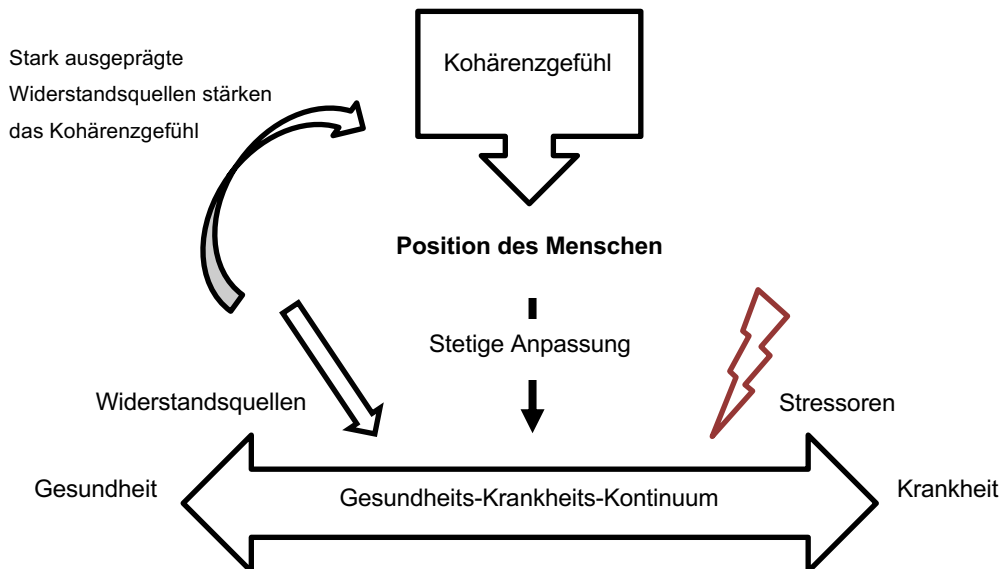 Stark ausgeprägte
Widerstandsquellen stärken
das Kohärenzgefühl
Kohärenzgefühl
Position des Menschen
Stetige Anpassung
Widerstandsquellen
Stressoren
Gesundheit
Gesundheits-Krankheits-Kontinuum
Krankheit